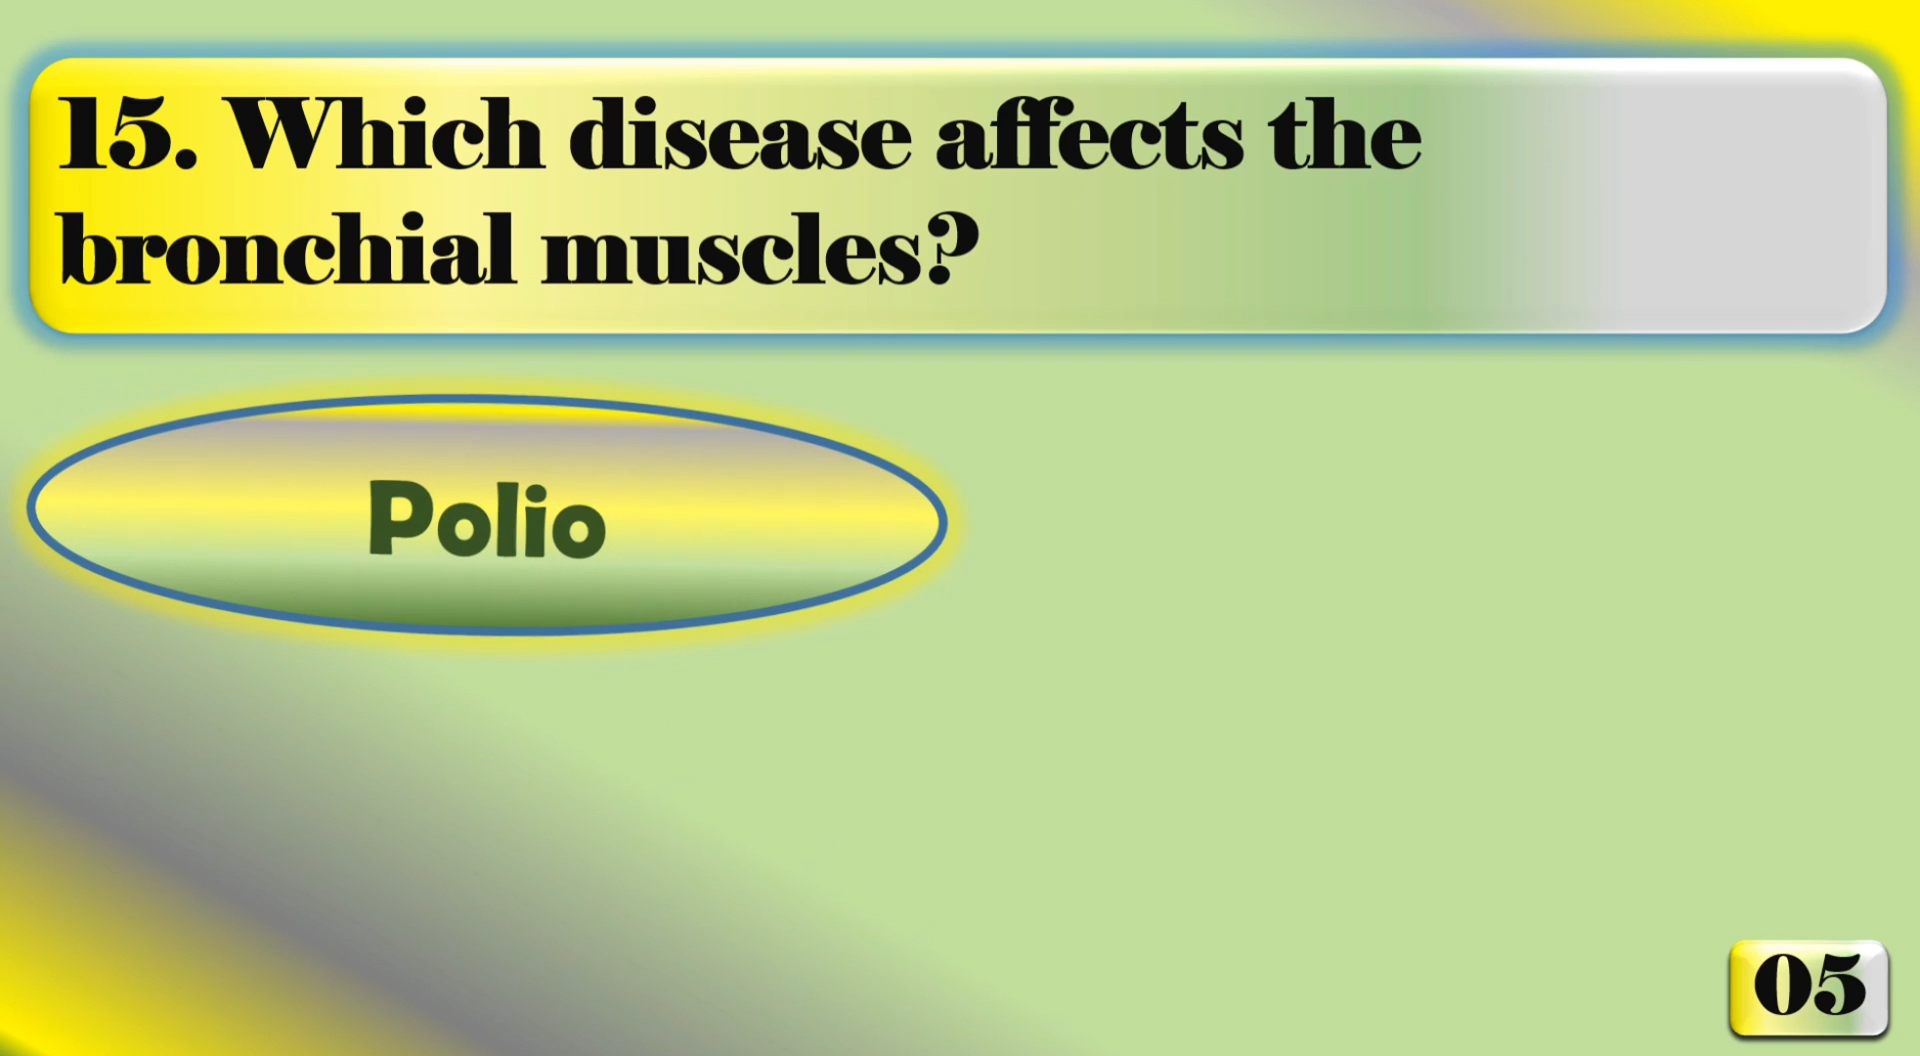 15. Which disease affects the
bronchial muscles?
Polio
05